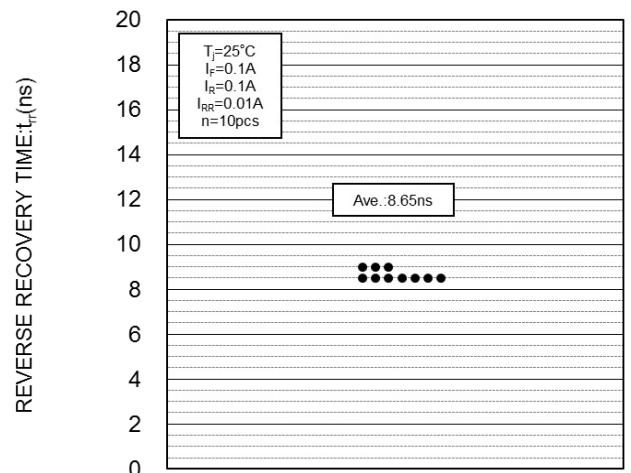 REVERSE RECOVERY TIME:trr(ns)
20
18
16
14
12
10
8
6
4
2
0
Tj=25°C
IF=0.1A
IR=0.1A
IRR=0.01A
n=10pcs
Ave.:8.65ns